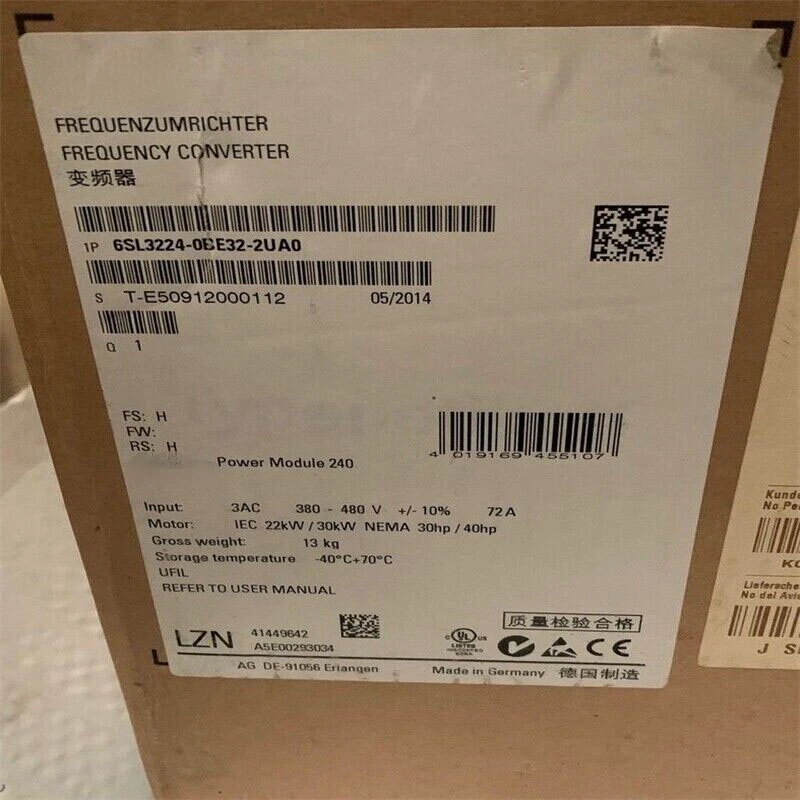 FREQUENZUMRICHTER
FREQUENCY CONVERTER
变频器
1P 6SL3224-0BE32-2UA0
S T-E50912000112 05/2014
Q 1
FS: H
FW:
RS: H
Power Module 240
4 019169 455107
Input: 3AC 380 - 480 V +/- 10% 72 A
Motor: IEC 22kW / 30kW NEMA 30hp / 40hp
Gross weight: 13 kg
Storage temperature -40°C+70°C
UFIL
REFER TO USER MANUAL
质量检验合格
LZN 41449642
A5E00293034
C UL US
LISTED
CE
AG DE-91056 Erlangen Made in Germany 德国制造
Kunde
No Pe
K
Liefersche
No del Avis
J S